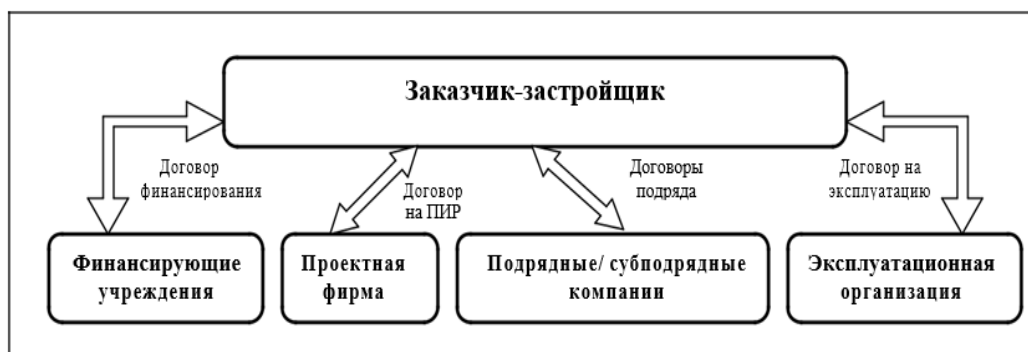 Заказчик-застройщик
Договор
финансирования
Договор
на ПИР
Договоры
подряда
Договор на
эксплуатацию
Финансирующие
учреждения
Проектная
фирма
Подрядные/ субподрядные
компании
Эксплуатационная
организация